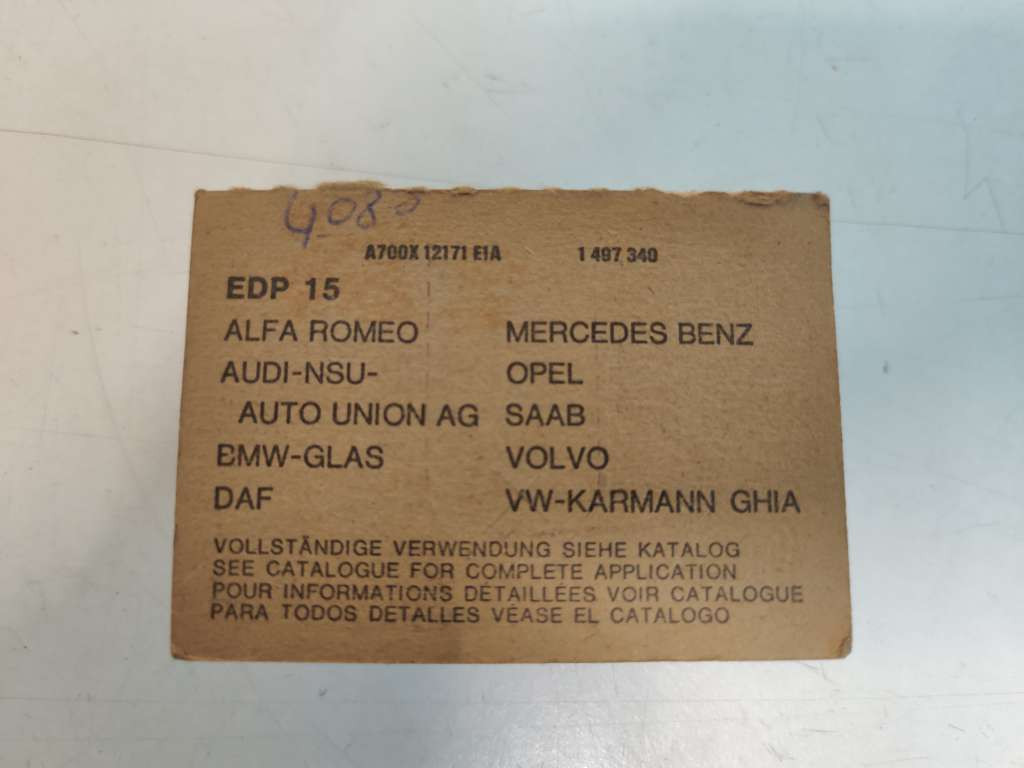 408
A700X 12171 E1A 1 497 340
EDP 15
ALFA ROMEO
AUDI-NSU-
AUTO UNION AG
BMW-GLAS
DAF
MERCEDES BENZ
OPEL
SAAB
VOLVO
VW-KARMANN GHIA
VOLLSTÄNDIGE VERWENDUNG SIEHE KATALOG
SEE CATALOGUE FOR COMPLETE APPLICATION
POUR INFORMATIONS DÉTAILLÉES VOIR CATALOGUE
PARA TODOS DETALLES VÉASE EL CATALOGO